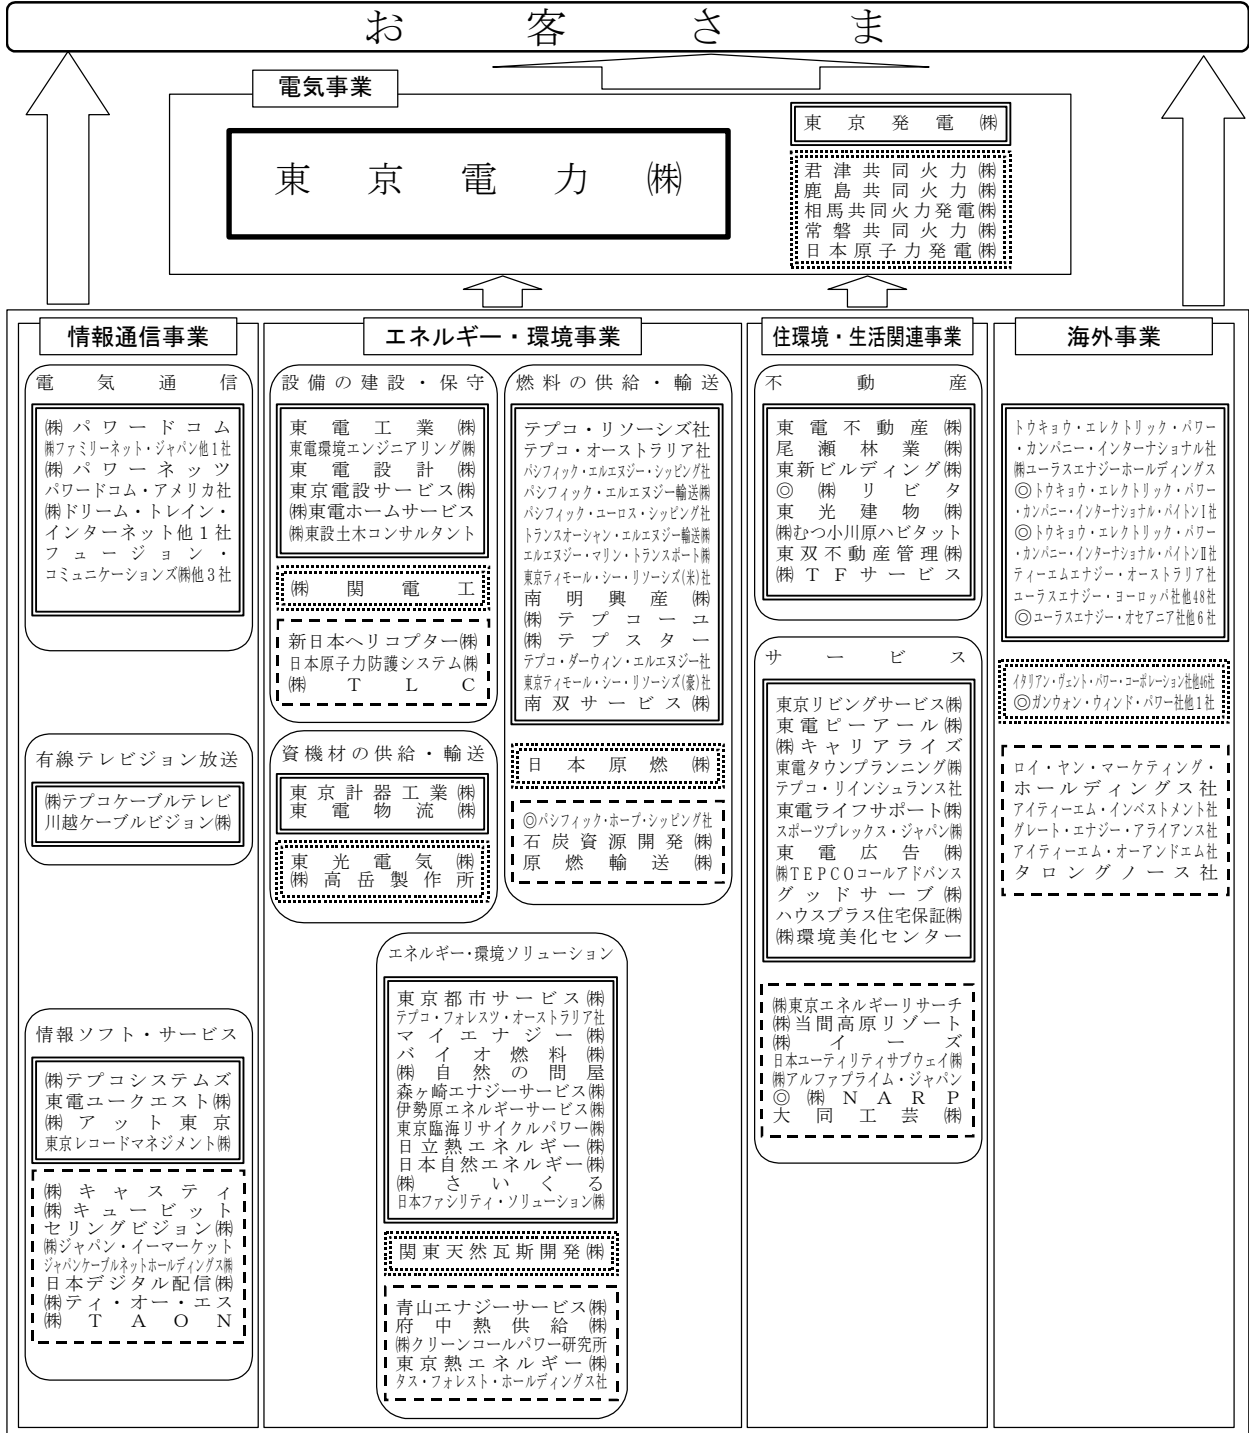 お客さま
電気事業
東京電力㈱
東京発電㈱
君津共同火力㈱
鹿島共同火力㈱
相馬共同火力発電㈱
常磐共同火力㈱
日本原子力発電㈱
情報通信事業
電気通信
㈱パワードコム
㈱ファミリーネット・ジャパン他1社
㈱パワーネッツ
パワードコム・アメリカ社
㈱ドリーム・トレイン・
インターネット他1社
フュージョン・
コミュニケーションズ㈱他3社
有線テレビジョン放送
㈱テプコケーブルテレビ
川越ケーブルビジョン㈱
情報ソフト・サービス
㈱テプコシステムズ
東電ユークエスト㈱
㈱アット東京
東京レコードマネジメント㈱
㈱キャスティ
㈱キュービット
セリングビジョン㈱
㈱ジャパン・イーマーケット
ジャパンケーブルネットホールディングス㈱
日本デジタル配信㈱
㈱ティ・オー・エス
㈱TAON
エネルギー・環境事業
設備の建設・保守
東電工業㈱
東電環境エンジニアリング㈱
東電設計㈱
東京電設サービス㈱
㈱東電ホームサービス
㈱東設土木コンサルタント
㈱関電工
新日本ヘリコプター㈱
日本原子力防護システム㈱
㈱TLC
資機材の供給・輸送
東京計器工業㈱
東電物流㈱
東光電気㈱
㈱高岳製作所
燃料の供給・輸送
テプコ・リソーシズ社
テプコ・オーストラリア社
パシフィック・エルエヌジー・シッピング社
パシフィック・エルエヌジー輸送㈱
パシフィック・ユーロス・シッピング社
トランスオーシャン・エルエヌジー輸送㈱
エルエヌジー・マリン・トランスポート㈱
東京ティモール・シー・リソーシズ(米)社
南明興産㈱
㈱テプコーユ
㈱テプスター
テプコ・ダーウィン・エルエヌジー社
東京ティモール・シー・リソーシズ(豪)社
南双サービス㈱
日本原燃㈱
◎パシフィック・ホープ・シッピング社
石炭資源開発㈱
原燃輸送㈱
エネルギー・環境ソリューション
東京都市サービス㈱
テプコ・フォレスツ・オーストラリア社
マイエナジー㈱
バイオ燃料㈱
㈱自然の問屋
森ヶ崎エナジーサービス㈱
伊勢原エネルギーサービス㈱
東京臨海リサイクルパワー㈱
日立熱エネルギー㈱
日本自然エネルギー㈱
㈱さいくる
日本ファシリティ・ソリューション㈱
関東天然瓦斯開発㈱
青山エナジーサービス㈱
府中熱供給㈱
㈱クリーンコールパワー研究所
東京熱エネルギー㈱
タス・フォレスト・ホールディングス社
住環境・生活関連事業
不動産
東電不動産㈱
尾瀬林業㈱
東新ビルディング㈱
◎㈱リビタ
東光建物㈱
㈱むつ小川原ハビタット
東双不動産管理㈱
㈱TFサービス
サービス
東京リビングサービス㈱
東電ピーアール㈱
㈱キャリアライズ
東電タウンプランニング㈱
テプコ・リインシュランス社
東電ライフサポート㈱
スポーツプレックス・ジャパン㈱
東電広告㈱
㈱TEPCOコールアドバンス
グッドサーブ㈱
ハウスプラス住宅保証㈱
㈱環境美化センター
㈱東京エネルギーリサーチ
㈱当間高原リゾート
㈱イーズ
日本ユーティリティサブウェイ㈱
㈱アルファプライム・ジャパン
◎㈱NARP
大同工芸㈱
海外事業
トウキョウ・エレクトリック・パワー
・カンパニー・インターナショナル社
㈱ユーラスエナジーホールディングス
◎トウキョウ・エレクトリック・パワー
・カンパニー・インターナショナル・パイトンⅠ社
◎トウキョウ・エレクトリック・パワー
・カンパニー・インターナショナル・パイトンⅡ社
ティーエムエナジー・オーストラリア社
ユーラスエナジー・ヨーロッパ社他48社
◎ユーラスエナジー・オセアニア社他6社
イタリアン・ヴェント・パワー・コーポレーション社他46社
◎ガンウォン・ウィンド・パワー社他1社
ロイ・ヤン・マーケティング・
ホールディングス社
アイティーエム・インベストメント社
グレート・エナジー・アライアンス社
アイティーエム・オーアンドエム社
タロングノース社